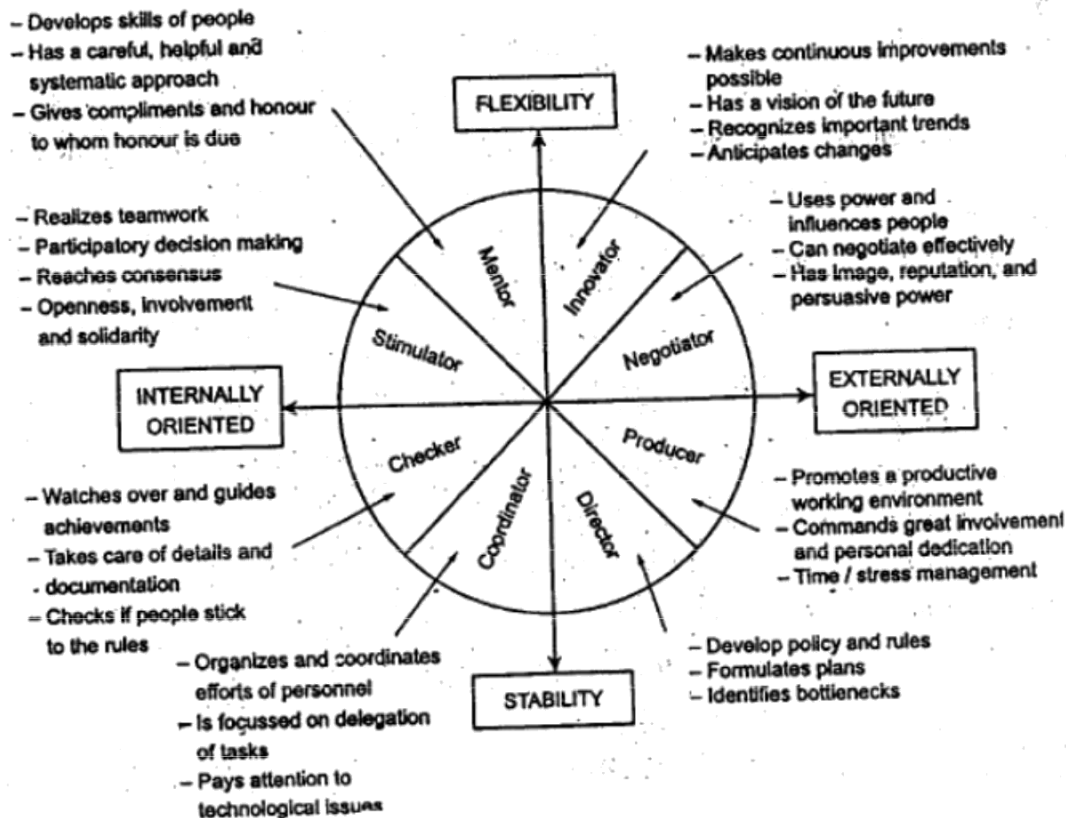 – Develops skills of people
– Has a careful, helpful and
systematic approach
– Gives compliments and honour
to whom honour is due
FLEXIBILITY
– Makes continuous improvements
possible
– Has a vision of the future
– Recognizes important trends
– Anticipates changes
– Realizes teamwork
– Participatory decision making
– Reaches consensus
– Openness, involvement
and solidarity
– Uses power and
influences people
– Can negotiate effectively
– Has image, reputation, and
persuasive power
Mentor
Innovator
Stimulator
Negotiator
INTERNALLY
ORIENTED
EXTERNALLY
ORIENTED
Checker
Producer
Coordinator
Director
– Watches over and guides
achievements
– Takes care of details and
documentation
– Checks if people stick
to the rules
– Promotes a productive
working environment
– Commands great involvement
and personal dedication
– Time / stress management
– Organizes and coordinates
efforts of personnel
– Is focussed on delegation
of tasks
– Pays attention to
technological issues
STABILITY
– Develop policy and rules
– Formulates plans
– Identifies bottlenecks